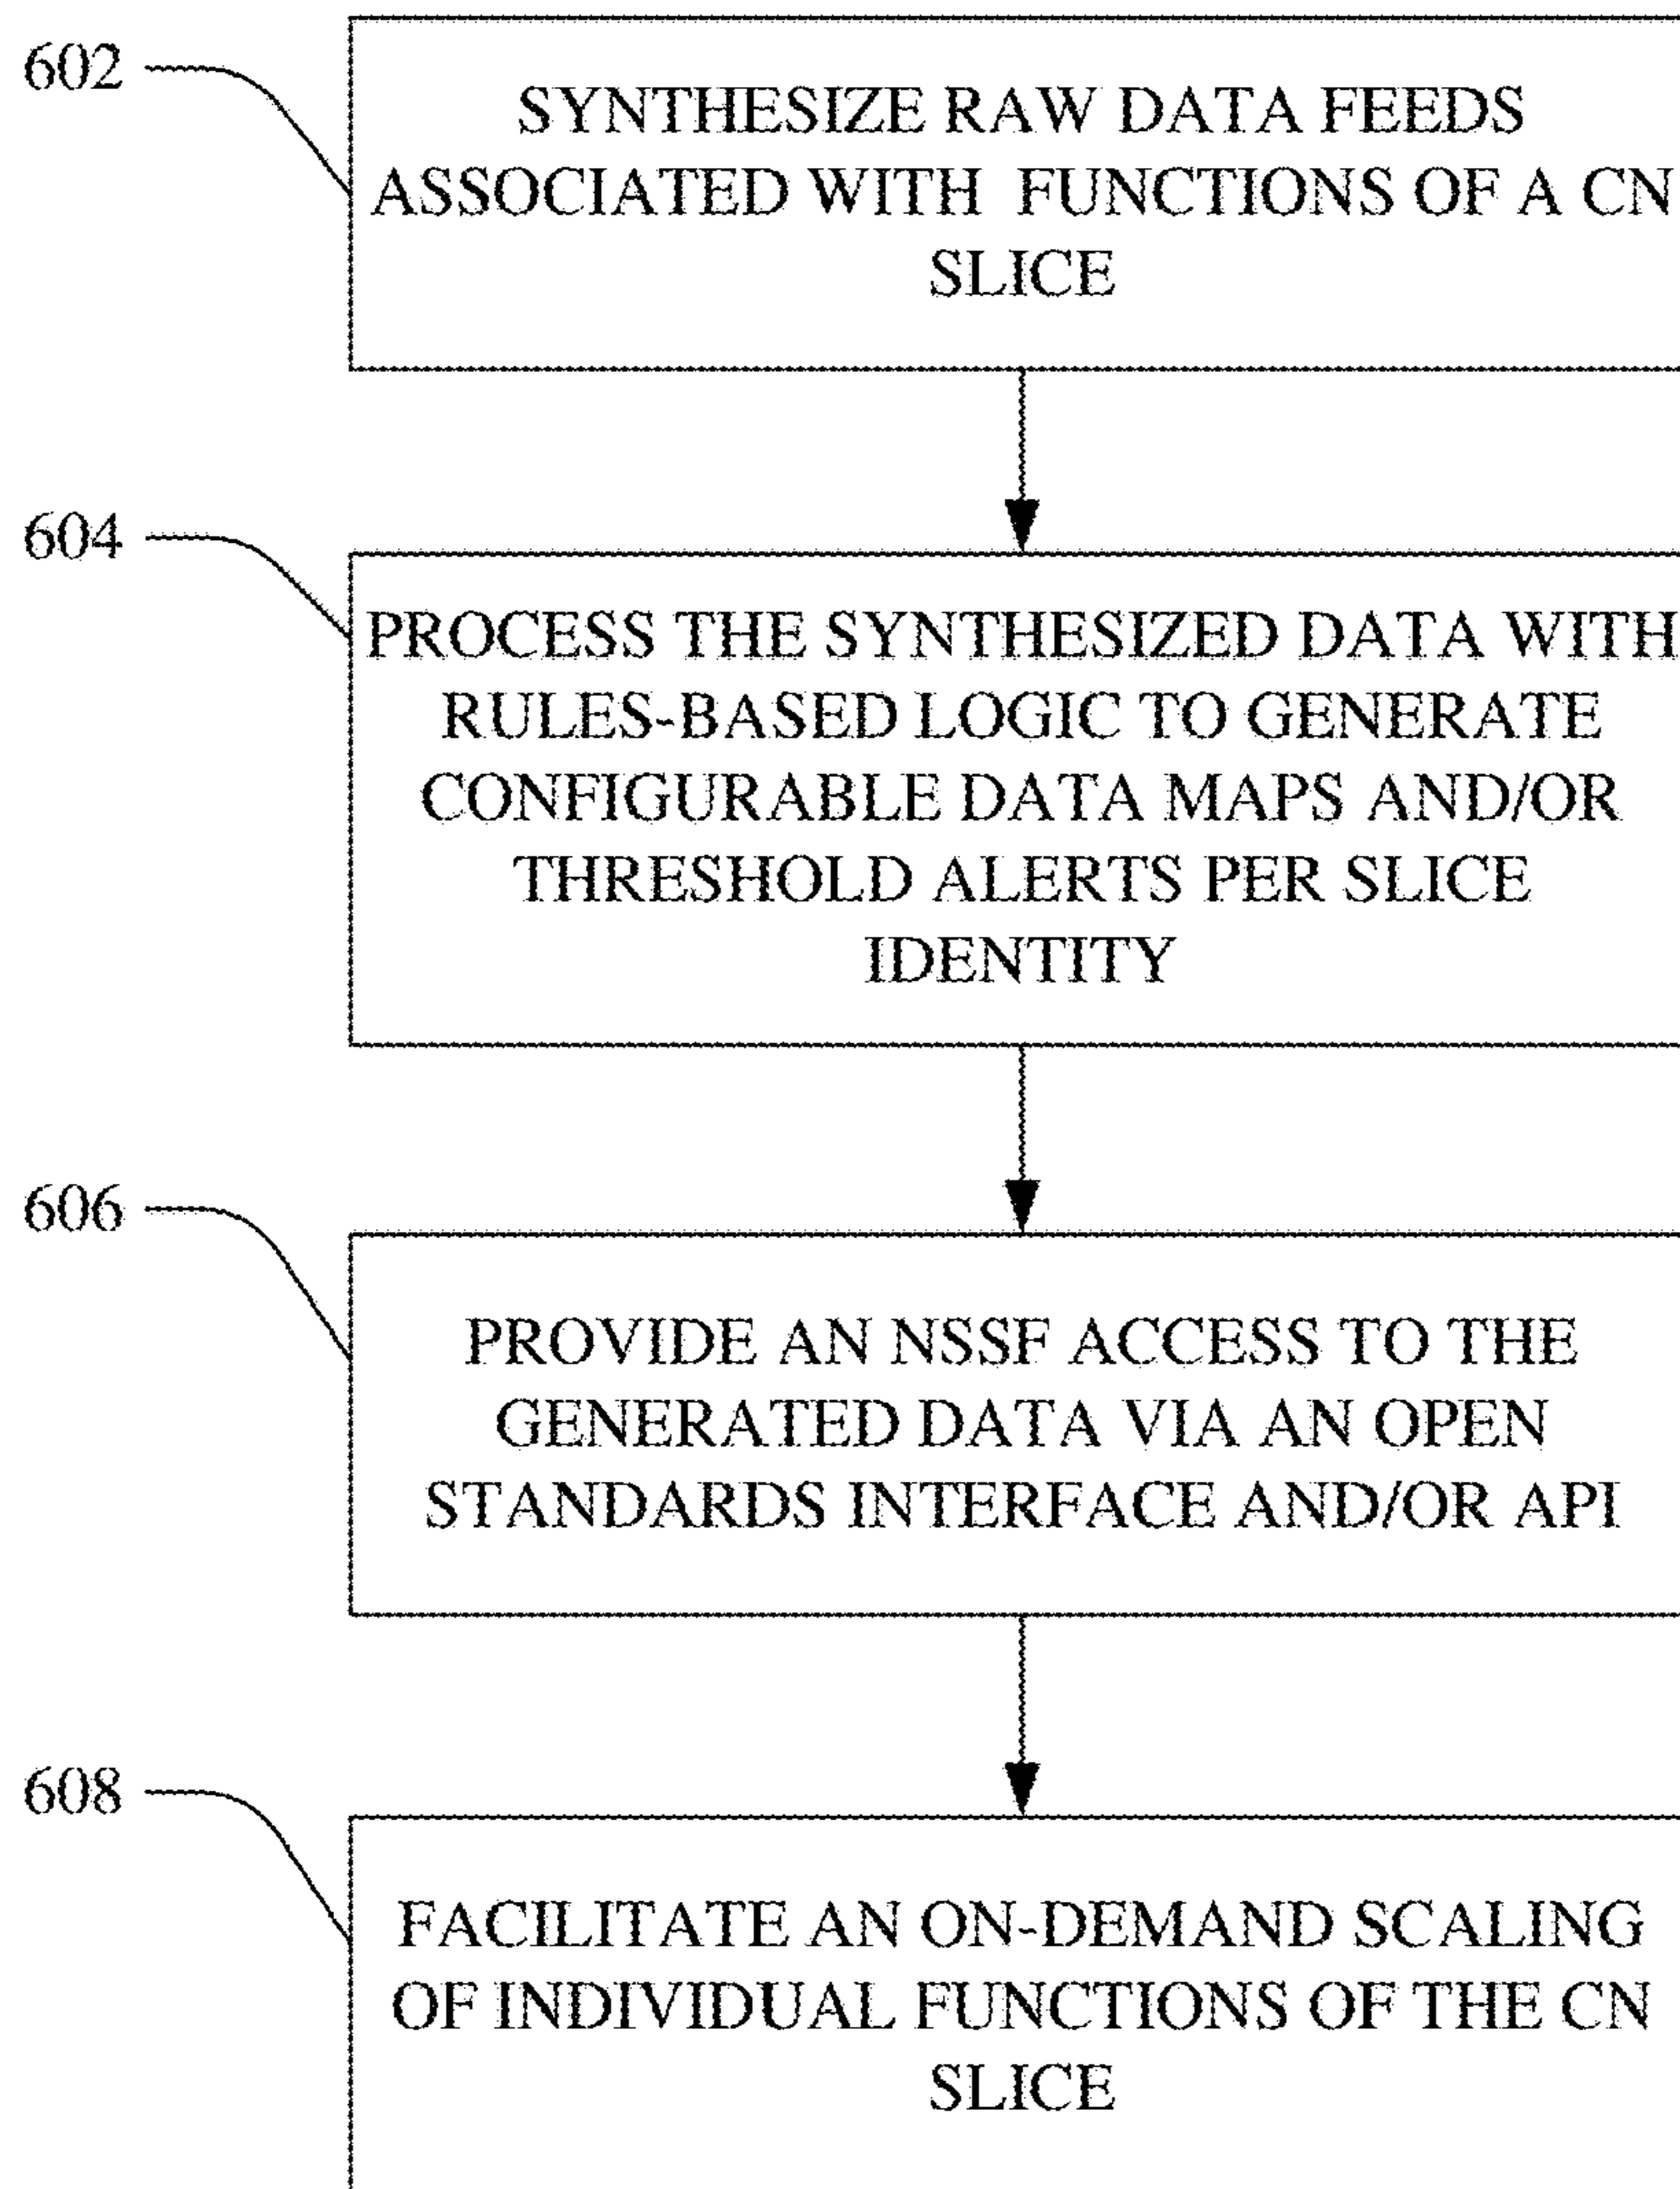 602
SYNTHESIZE RAW DATA FEEDS
ASSOCIATED WITH FUNCTIONS OF A CN
SLICE
604
PROCESS THE SYNTHESIZED DATA WITH
RULES-BASED LOGIC TO GENERATE
CONFIGURABLE DATA MAPS AND/OR
THRESHOLD ALERTS PER SLICE
IDENTITY
606
PROVIDE AN NSSF ACCESS TO THE
GENERATED DATA VIA AN OPEN
STANDARDS INTERFACE AND/OR API
608
FACILITATE AN ON-DEMAND SCALING
OF INDIVIDUAL FUNCTIONS OF THE CN
SLICE